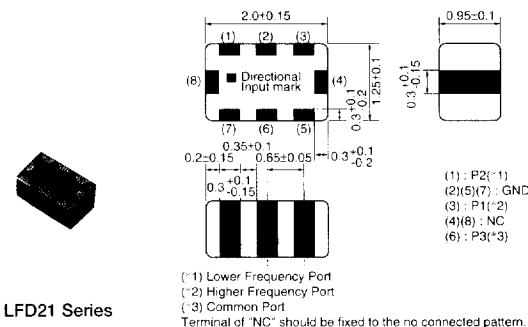 2.0±0.15
0.95±0.1
(1) (2) (3)
(8) Directional Input mark (4)
1.25±0.1
0.3 +0.1 -0.2
0.3 +0.1 -0.15
(7) (6) (5)
0.35±0.1
0.2±0.15
0.65±0.05
0.3 +0.1 -0.2
0.3 +0.1 -0.15
(1) : P2(*1)
(2)(5)(7) : GND
(3) : P1(*2)
(4)(8) : NC
(6) : P3(*3)
(*1) Lower Frequency Port
(*2) Higher Frequency Port
(*3) Common Port
LFD21 Series
Terminal of "NC" should be fixed to the no connected pattern.